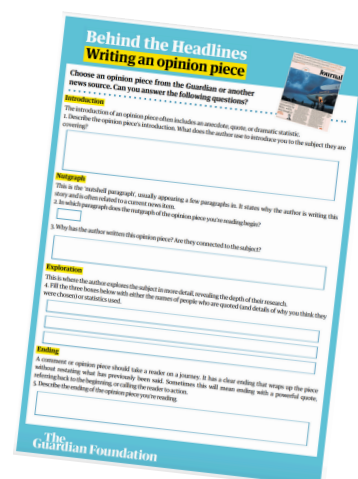 Behind the Headlines
Writing an opinion piece
Journal
Choose an opinion piece from the Guardian or another
news source. Can you answer the following questions?
Introduction
The introduction of an opinion piece often includes an anecdote, quote, or dramatic statistic.
1. Describe the opinion piece's introduction. What does the author use to introduce you to the subject they are
covering?
Nutgraph
This is the 'nutshell paragraph', usually appearing a few paragraphs in. It states why the author is writing this
story and is often related to a current news item.
2. In which paragraph does the nutgraph of the opinion piece you're reading begin?
3. Why has the author written this opinion piece? Are they connected to the subject?
Exploration
This is where the author explores the subject in more detail, revealing the depth of their research.
4. Fill the three boxes below with either the names of people who are quoted (and details of why you think they
were chosen) or statistics used.
Ending
A comment or opinion piece should take a reader on a journey. It has a clear ending that wraps up the piece
without restating what has previously been said. Sometimes this will mean ending with a powerful quote,
referring back to the beginning, or calling the reader to action.
5. Describe the ending of the opinion piece you're reading.
The
Guardian Foundation